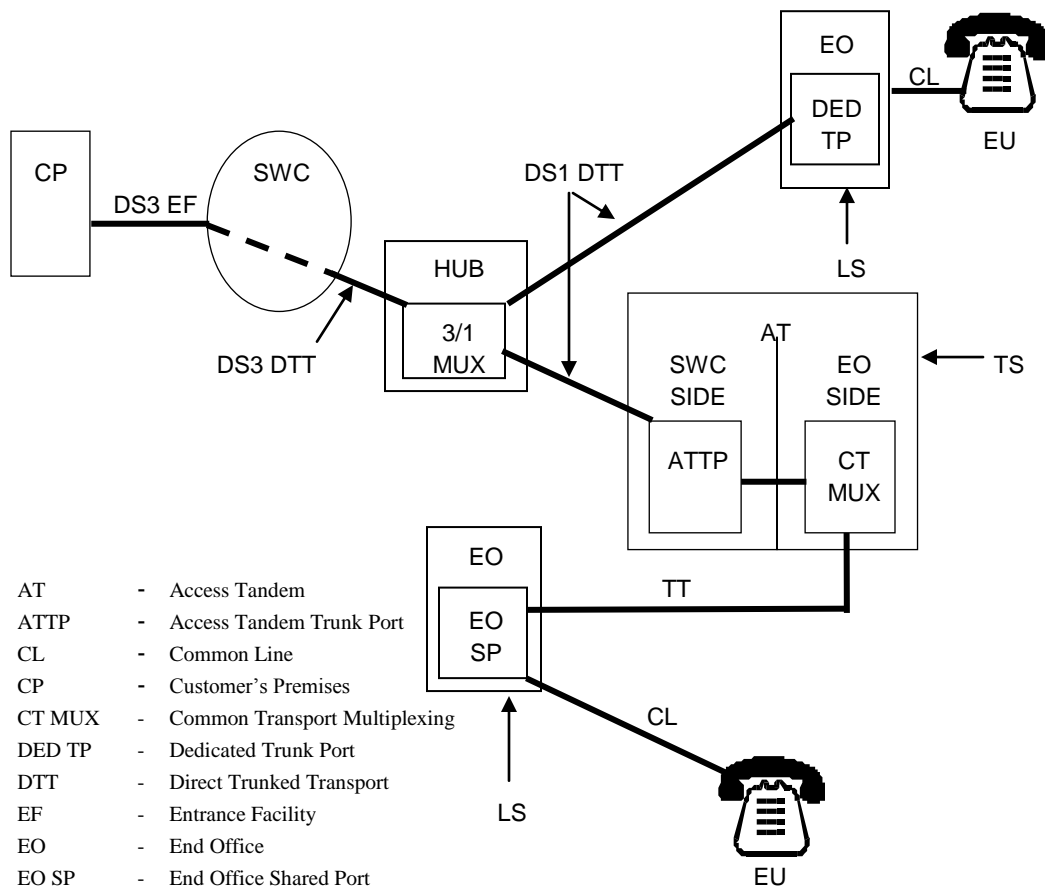 EO
CL
DED
TP
EU
CP
SWC
DS1 DTT
DS3 EF
HUB
LS
3/1
MUX
DS3 DTT
AT
SWC
SIDE
EO
SIDE
TS
ATTP
CT
MUX
EO
TT
EO
SP
CL
LS
EU
AT - Access Tandem
ATTP - Access Tandem Trunk Port
CL - Common Line
CP - Customer's Premises
CT MUX - Common Transport Multiplexing
DED TP - Dedicated Trunk Port
DTT - Direct Trunked Transport
EF - Entrance Facility
EO - End Office
EO SP - End Office Shared Port